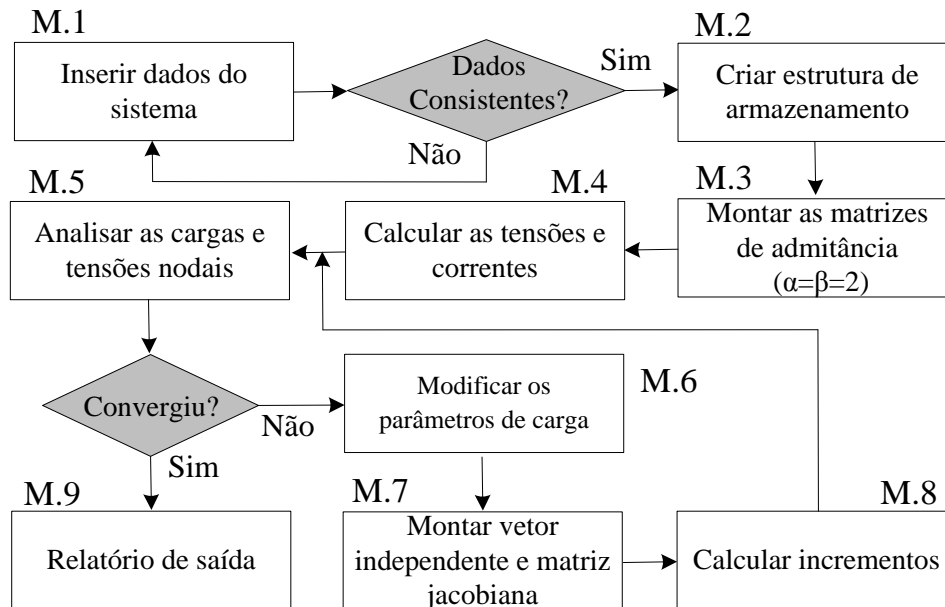 M.1
Inserir dados do
sistema
Dados
Consistentes?
Sim
Não
M.2
Criar estrutura de
armazenamento
M.3
Montar as matrizes
de admitância
(α=β=2)
M.4
Calcular as tensões e
correntes
M.5
Analisar as cargas e
tensões nodais
Convergiu?
Não
Sim
M.6
Modificar os
parâmetros de carga
M.7
Montar vetor
independente e matriz
jacobiana
M.8
Calcular incrementos
M.9
Relatório de saída